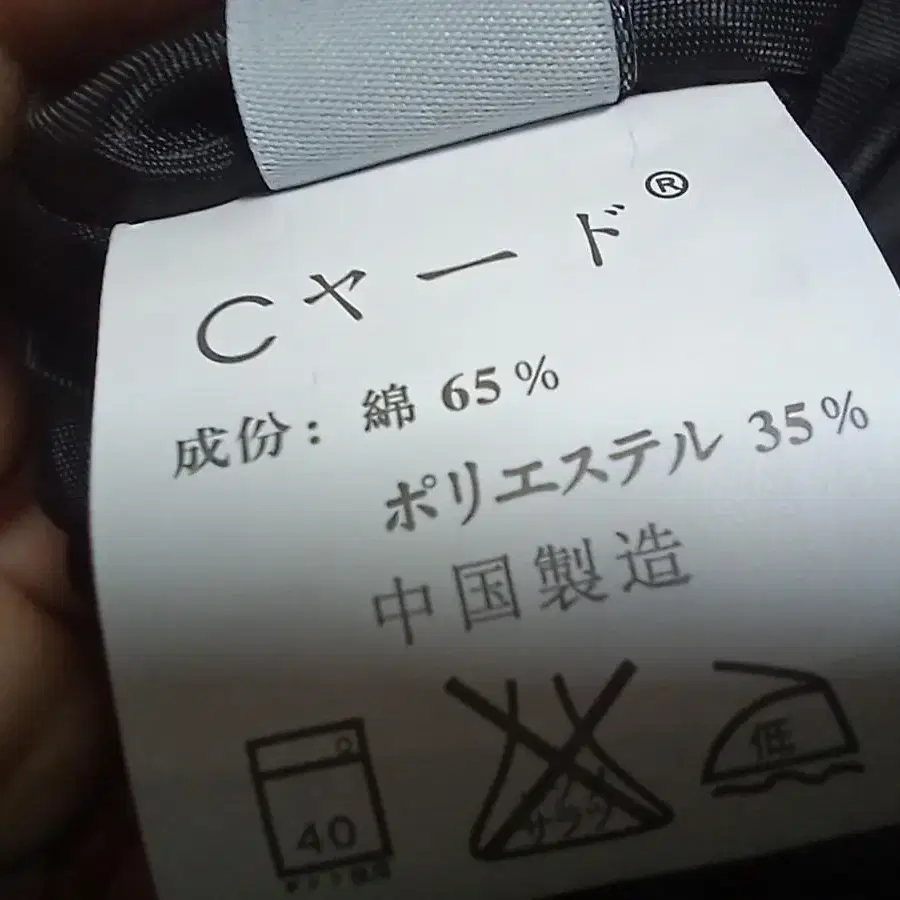 Cヤード®
成份：綿 65%
ポリエステル 35%
中国製造
40
低